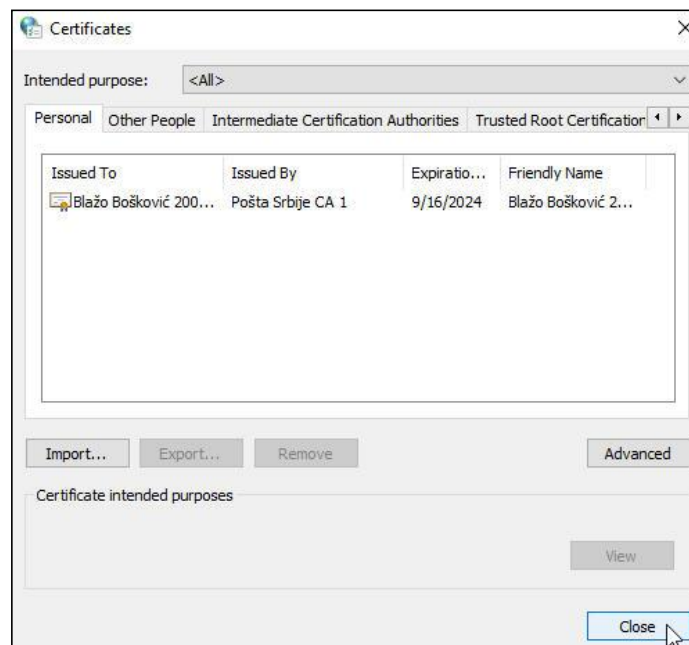 Certificates
Intended purpose: <All>
Personal Other People Intermediate Certification Authorities Trusted Root Certification
Issued To Issued By Expiratio... Friendly Name
Blažo Bošković 200... Pošta Srbije CA 1 9/16/2024 Blažo Bošković 2...
Import... Export... Remove Advanced
Certificate intended purposes
View
Close